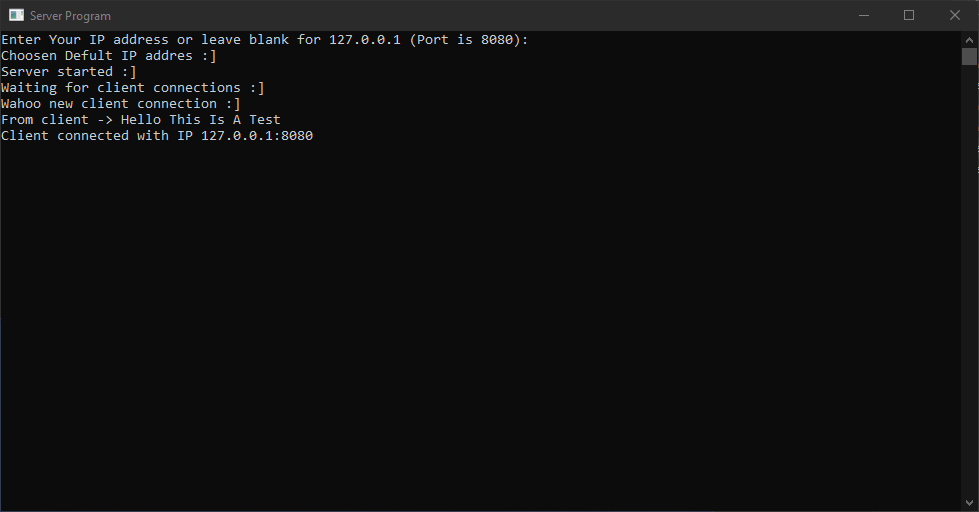 Server Program
Enter Your IP address or leave blank for 127.0.0.1 (Port is 8080):
Choosen Defult IP addres :]
Server started :]
Waiting for client connections :]
Wahoo new client connection :]
From client -> Hello This Is A Test
Client connected with IP 127.0.0.1:8080